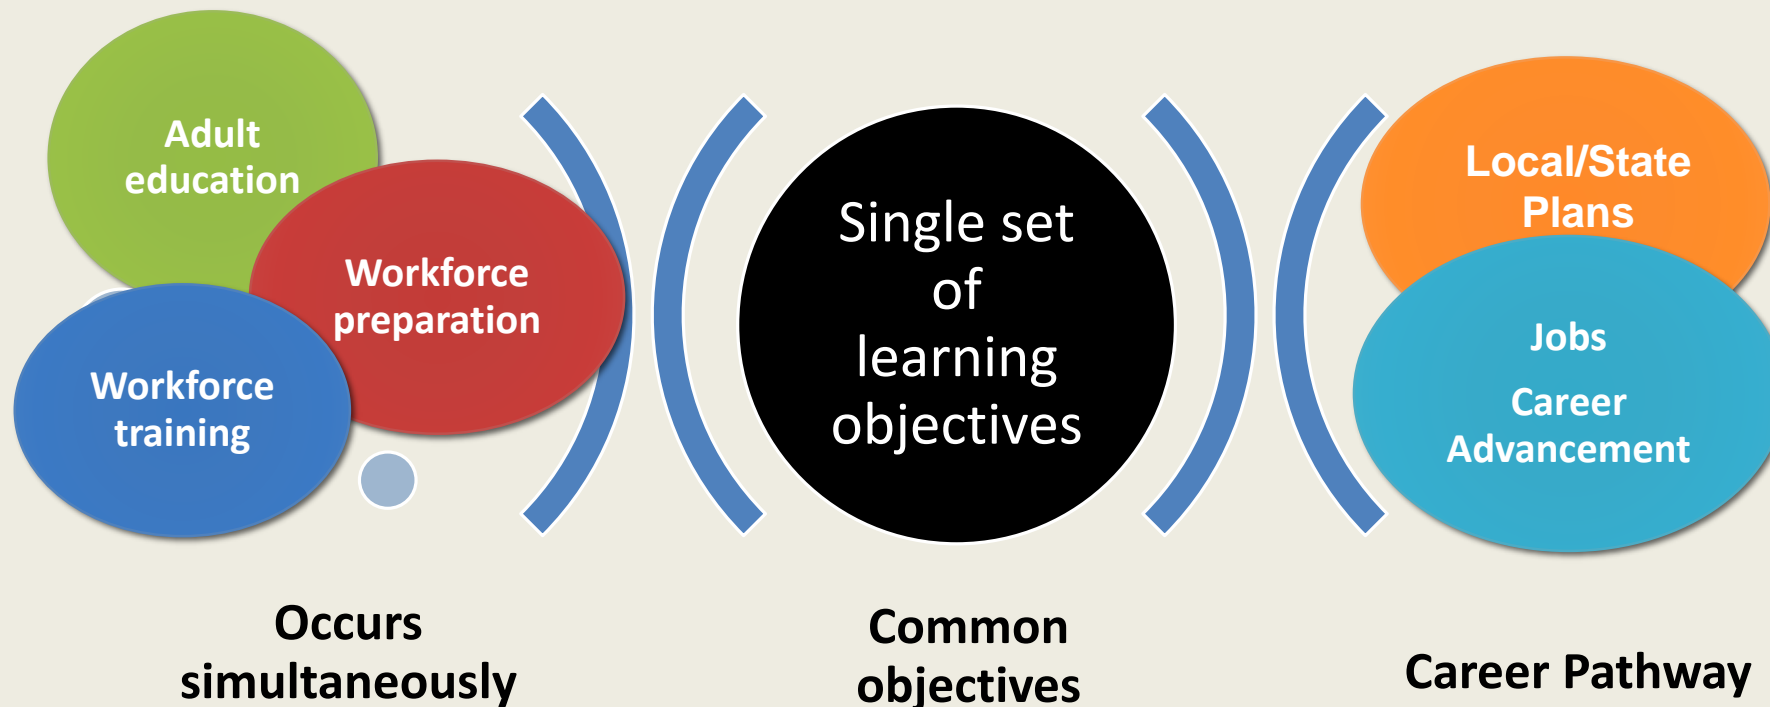 Adult
education
Workforce
preparation
Workforce
training
Occurs
simultaneously
Single set
of
learning
objectives
Common
objectives
Local/State
Plans
Jobs
Career
Advancement
Career Pathway